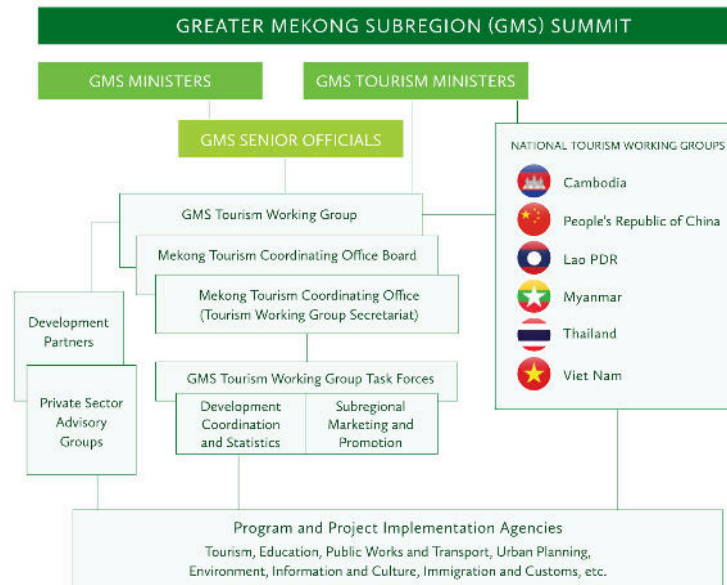 GREATER MEKONG SUBREGION (GMS) SUMMIT
GMS MINISTERS
GMS TOURISM MINISTERS
GMS SENIOR OFFICIALS
NATIONAL TOURISM WORKING GROUPS
Cambodia
People's Republic of China
Lao PDR
Myanmar
Thailand
Viet Nam
GMS Tourism Working Group
Mekong Tourism Coordinating Office Board
Mekong Tourism Coordinating Office
(Tourism Working Group Secretariat)
Development
Partners
Private Sector
Advisory
Groups
GMS Tourism Working Group Task Forces
Development
Coordination
and Statistics
Subregional
Marketing and
Promotion
Program and Project Implementation Agencies
Tourism, Education, Public Works and Transport, Urban Planning,
Environment, Information and Culture, Immigration and Customs, etc.